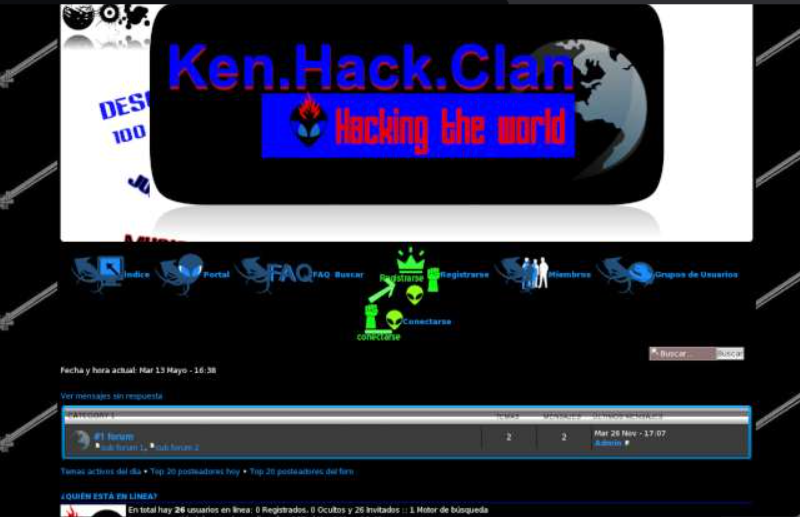 Ken.Hack.Clan
Hacking the world
100
Indice
Portal
FAQ FAQ
Buscar
Registrarse Registrarse
Miembros
Grupos de Usuarios
Conectarse
conectarse
Buscar... Buscar
Fecha y hora actual: Mar 13 Mayo - 16:38
Ver mensajes sin respuesta
CATEGORY 1 TEMAS MENSAJES ÚLTIMOS MENSAJES
#1 forum 2 2 Mar 26 Nov - 17:07
sub forum 1, sub forum 2 Admin
Temas activos del dia • Top 20 posteadores hoy • Top 20 posteadores del foro
¿QUIÉN ESTÁ EN LÍNEA?
En total hay 26 usuarios en línea: 0 Registrados, 0 Ocultos y 26 Invitados :: 1 Motor de búsqueda